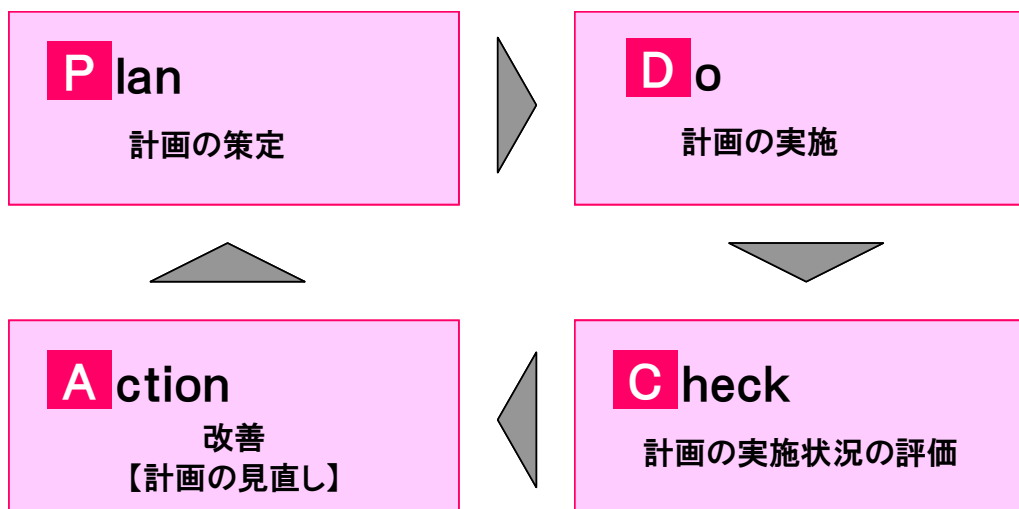 Plan
計画の策定
Do
計画の実施
Action
改善
【計画の見直し】
Check
計画の実施状況の評価